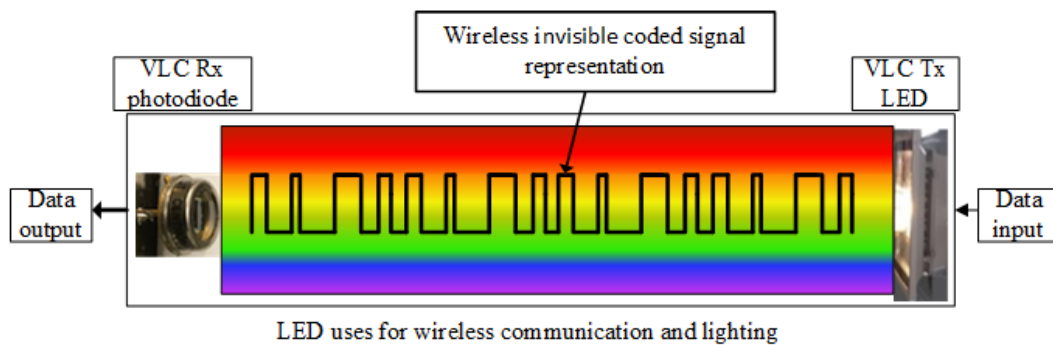 Wireless invisible coded signal
representation
VLC Rx
photodiode
VLC Tx
LED
Data
output
Data
input
LED uses for wireless communication and lighting